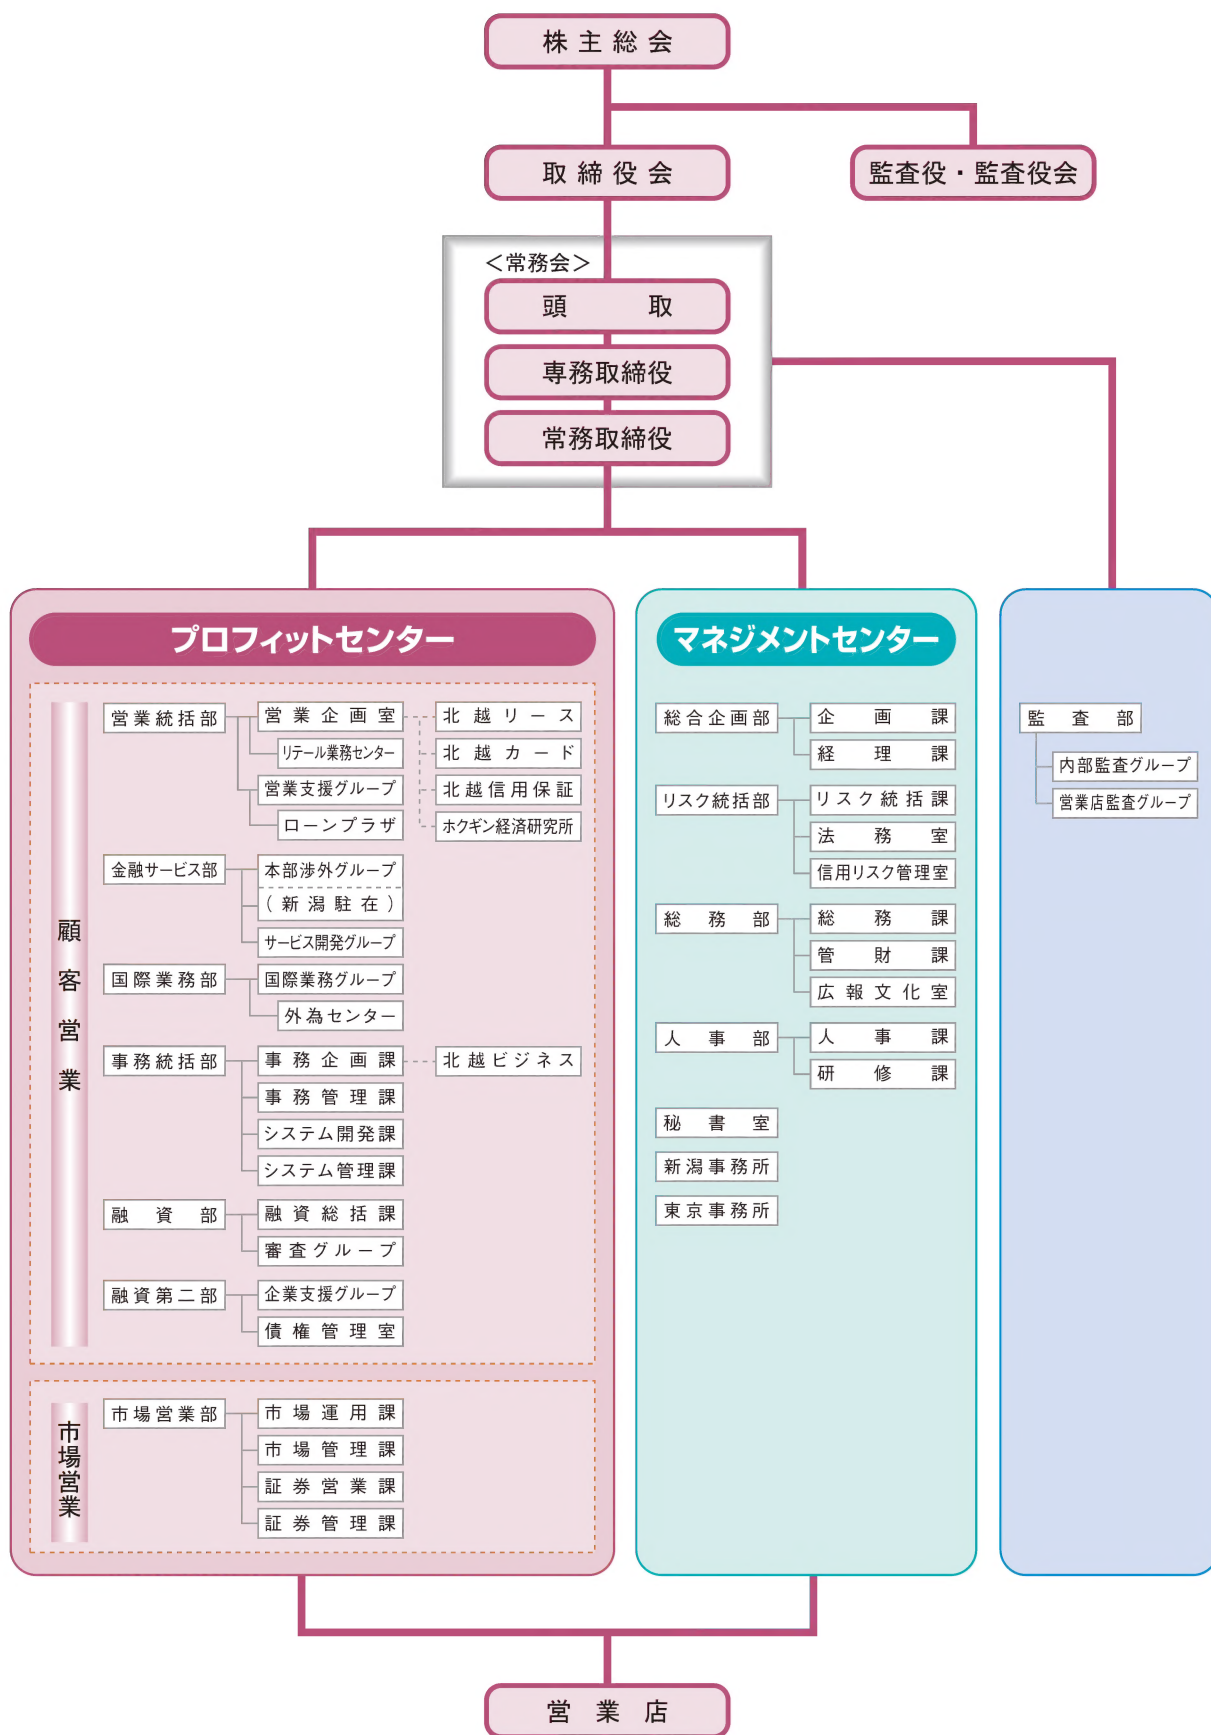 株主総会
取締役会
監査役・監査役会
＜常務会＞
頭取
専務取締役
常務取締役
プロフィットセンター
顧客営業
営業統括部
営業企画室
北越リース
リテール業務センター
北越カード
営業支援グループ
北越信用保証
ローンプラザ
ホクギン経済研究所
金融サービス部
本部渉外グループ
（新潟駐在）
サービス開発グループ
国際業務部
国際業務グループ
外為センター
事務統括部
事務企画課
北越ビジネス
事務管理課
システム開発課
システム管理課
融資部
融資総括課
審査グループ
融資第二部
企業支援グループ
債権管理室
市場営業
市場営業部
市場運用課
市場管理課
証券営業課
証券管理課
マネジメントセンター
総合企画部
企画課
経理課
リスク統括部
リスク統括課
法務室
信用リスク管理室
総務部
総務課
管財課
広報文化室
人事部
人事課
研修課
秘書室
新潟事務所
東京事務所
監査部
内部監査グループ
営業店監査グループ
営業店